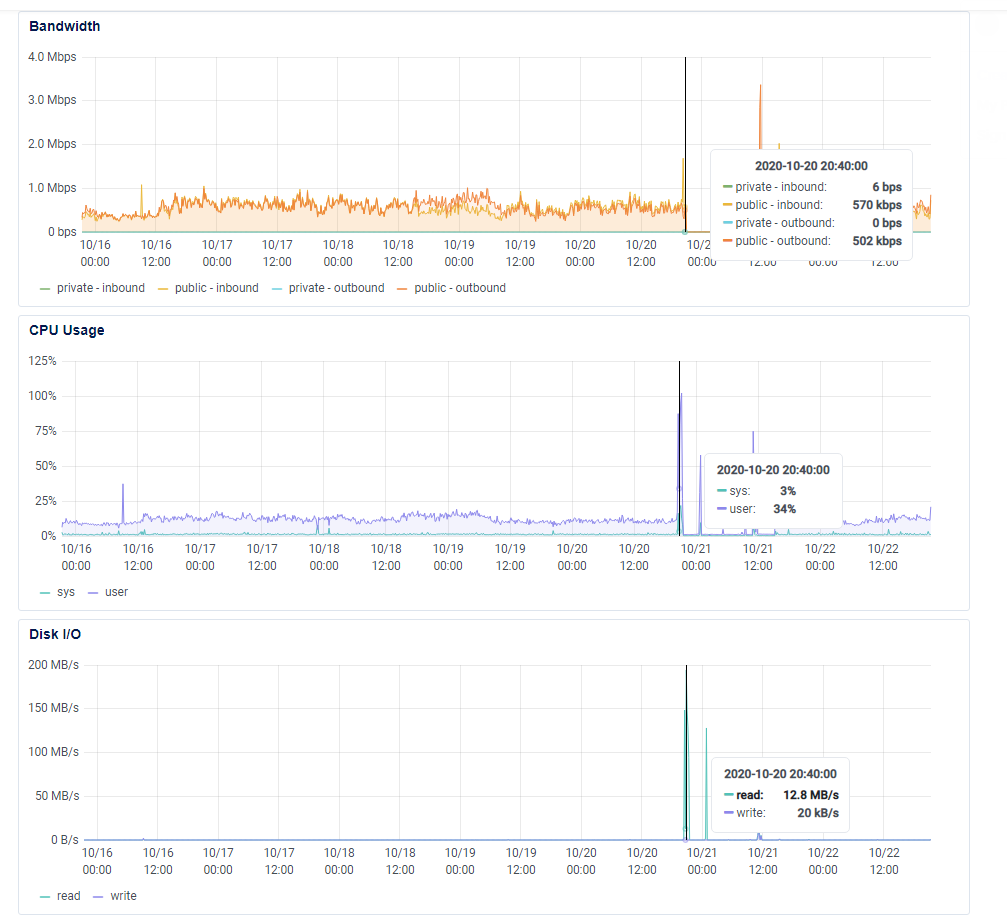 Bandwidth
4.0 Mbps
3.0 Mbps
2.0 Mbps
1.0 Mbps
0 bps
2020-10-20 20:40:00
private - inbound: 6 bps
public - inbound: 570 kbps
private - outbound: 0 bps
public - outbound: 502 kbps
10/16 10/16 10/17 10/17 10/18 10/18 10/19 10/19 10/20 10/20 10/2
00:00 12:00 00:00 12:00 00:00 12:00 00:00 12:00 00:00 12:00 00:00 12:00 00:00 12:00
private - inbound public - inbound private - outbound public - outbound
CPU Usage
125%
100%
75%
50%
25%
0%
2020-10-20 20:40:00
sys: 3%
user: 34%
10/16 10/16 10/17 10/17 10/18 10/18 10/19 10/19 10/20 10/20 10/21 10/21 10/22 10/22
00:00 12:00 00:00 12:00 00:00 12:00 00:00 12:00 00:00 12:00 00:00 12:00 00:00 12:00
sys user
Disk I/O
200 MB/s
150 MB/s
100 MB/s
50 MB/s
0 B/s
2020-10-20 20:40:00
read: 12.8 MB/s
write: 20 kB/s
10/16 10/16 10/17 10/17 10/18 10/18 10/19 10/19 10/20 10/20 10/21 10/21 10/22 10/22
00:00 12:00 00:00 12:00 00:00 12:00 00:00 12:00 00:00 12:00 00:00 12:00 00:00 12:00
read write